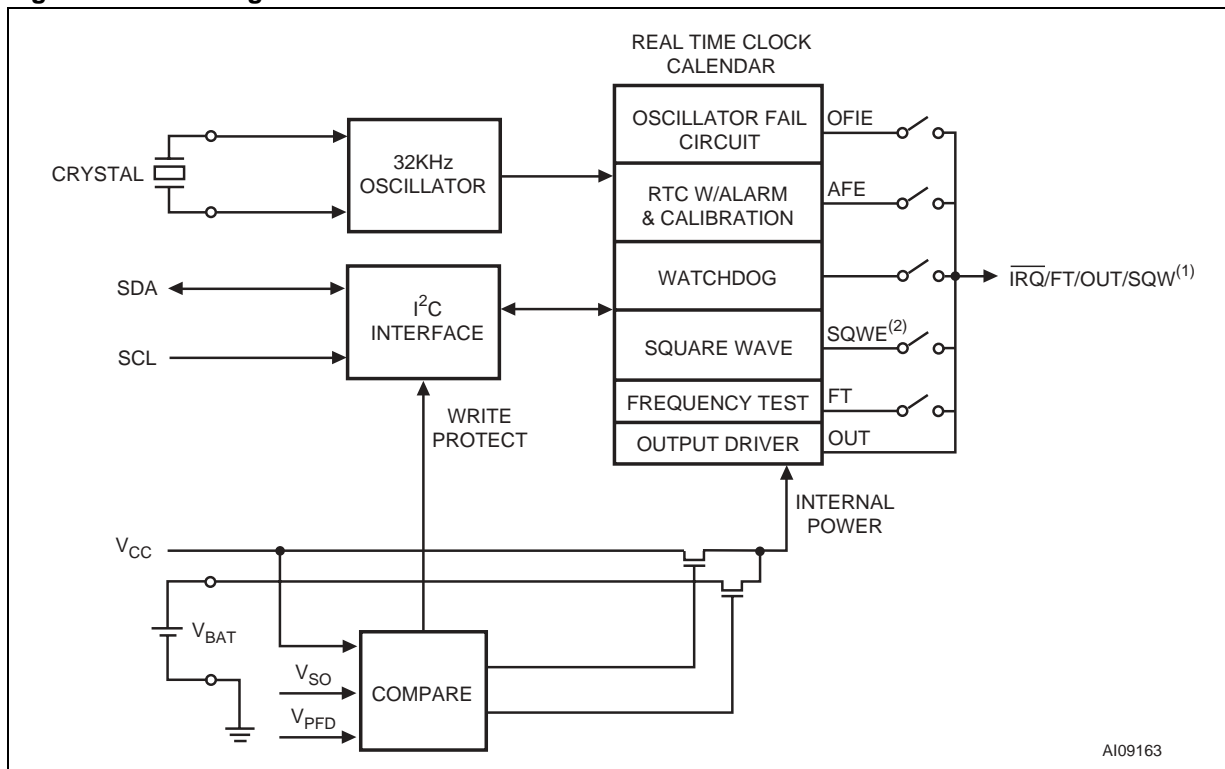 REAL TIME CLOCK
CALENDAR
OSCILLATOR FAIL
CIRCUIT
OFIE
CRYSTAL
32KHz
OSCILLATOR
RTC W/ALARM
& CALIBRATION
AFE
SDA
I2C
INTERFACE
WATCHDOG
IRQ/FT/OUT/SQW(1)
SCL
SQUARE WAVE
SQWE(2)
WRITE
PROTECT
FREQUENCY TEST
FT
OUTPUT DRIVER
OUT
INTERNAL
POWER
VCC
VBAT
VSO
COMPARE
VPFD
AI09163